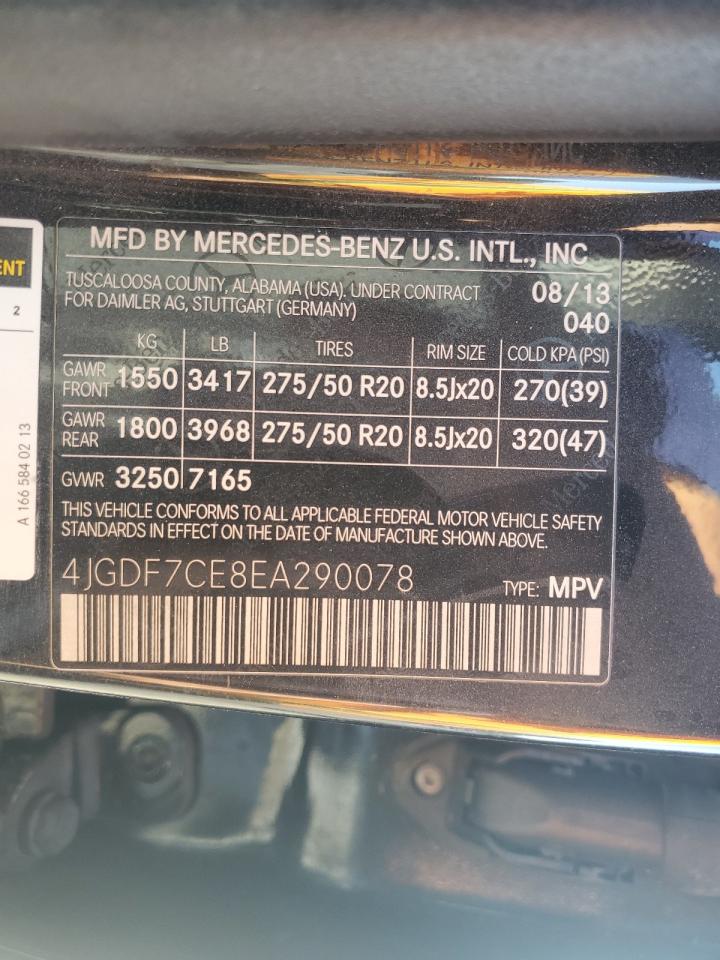 MFD BY MERCEDES-BENZ U.S. INTL., INC
TUSCALOOSA COUNTY, ALABAMA (USA). UNDER CONTRACT
FOR DAIMLER AG, STUTTGART (GERMANY)
08/13
040
KG LB TIRES RIM SIZE COLD KPA (PSI)
GAWR FRONT 1550 3417 275/50 R20 8.5Jx20 270(39)
GAWR REAR 1800 3968 275/50 R20 8.5Jx20 320(47)
GVWR 3250 7165
THIS VEHICLE CONFORMS TO ALL APPLICABLE FEDERAL MOTOR VEHICLE SAFETY
STANDARDS IN EFFECT ON THE DATE OF MANUFACTURE SHOWN ABOVE.
4JGDF7CE8EA290078 TYPE: MPV
2
A 166 584 02 13